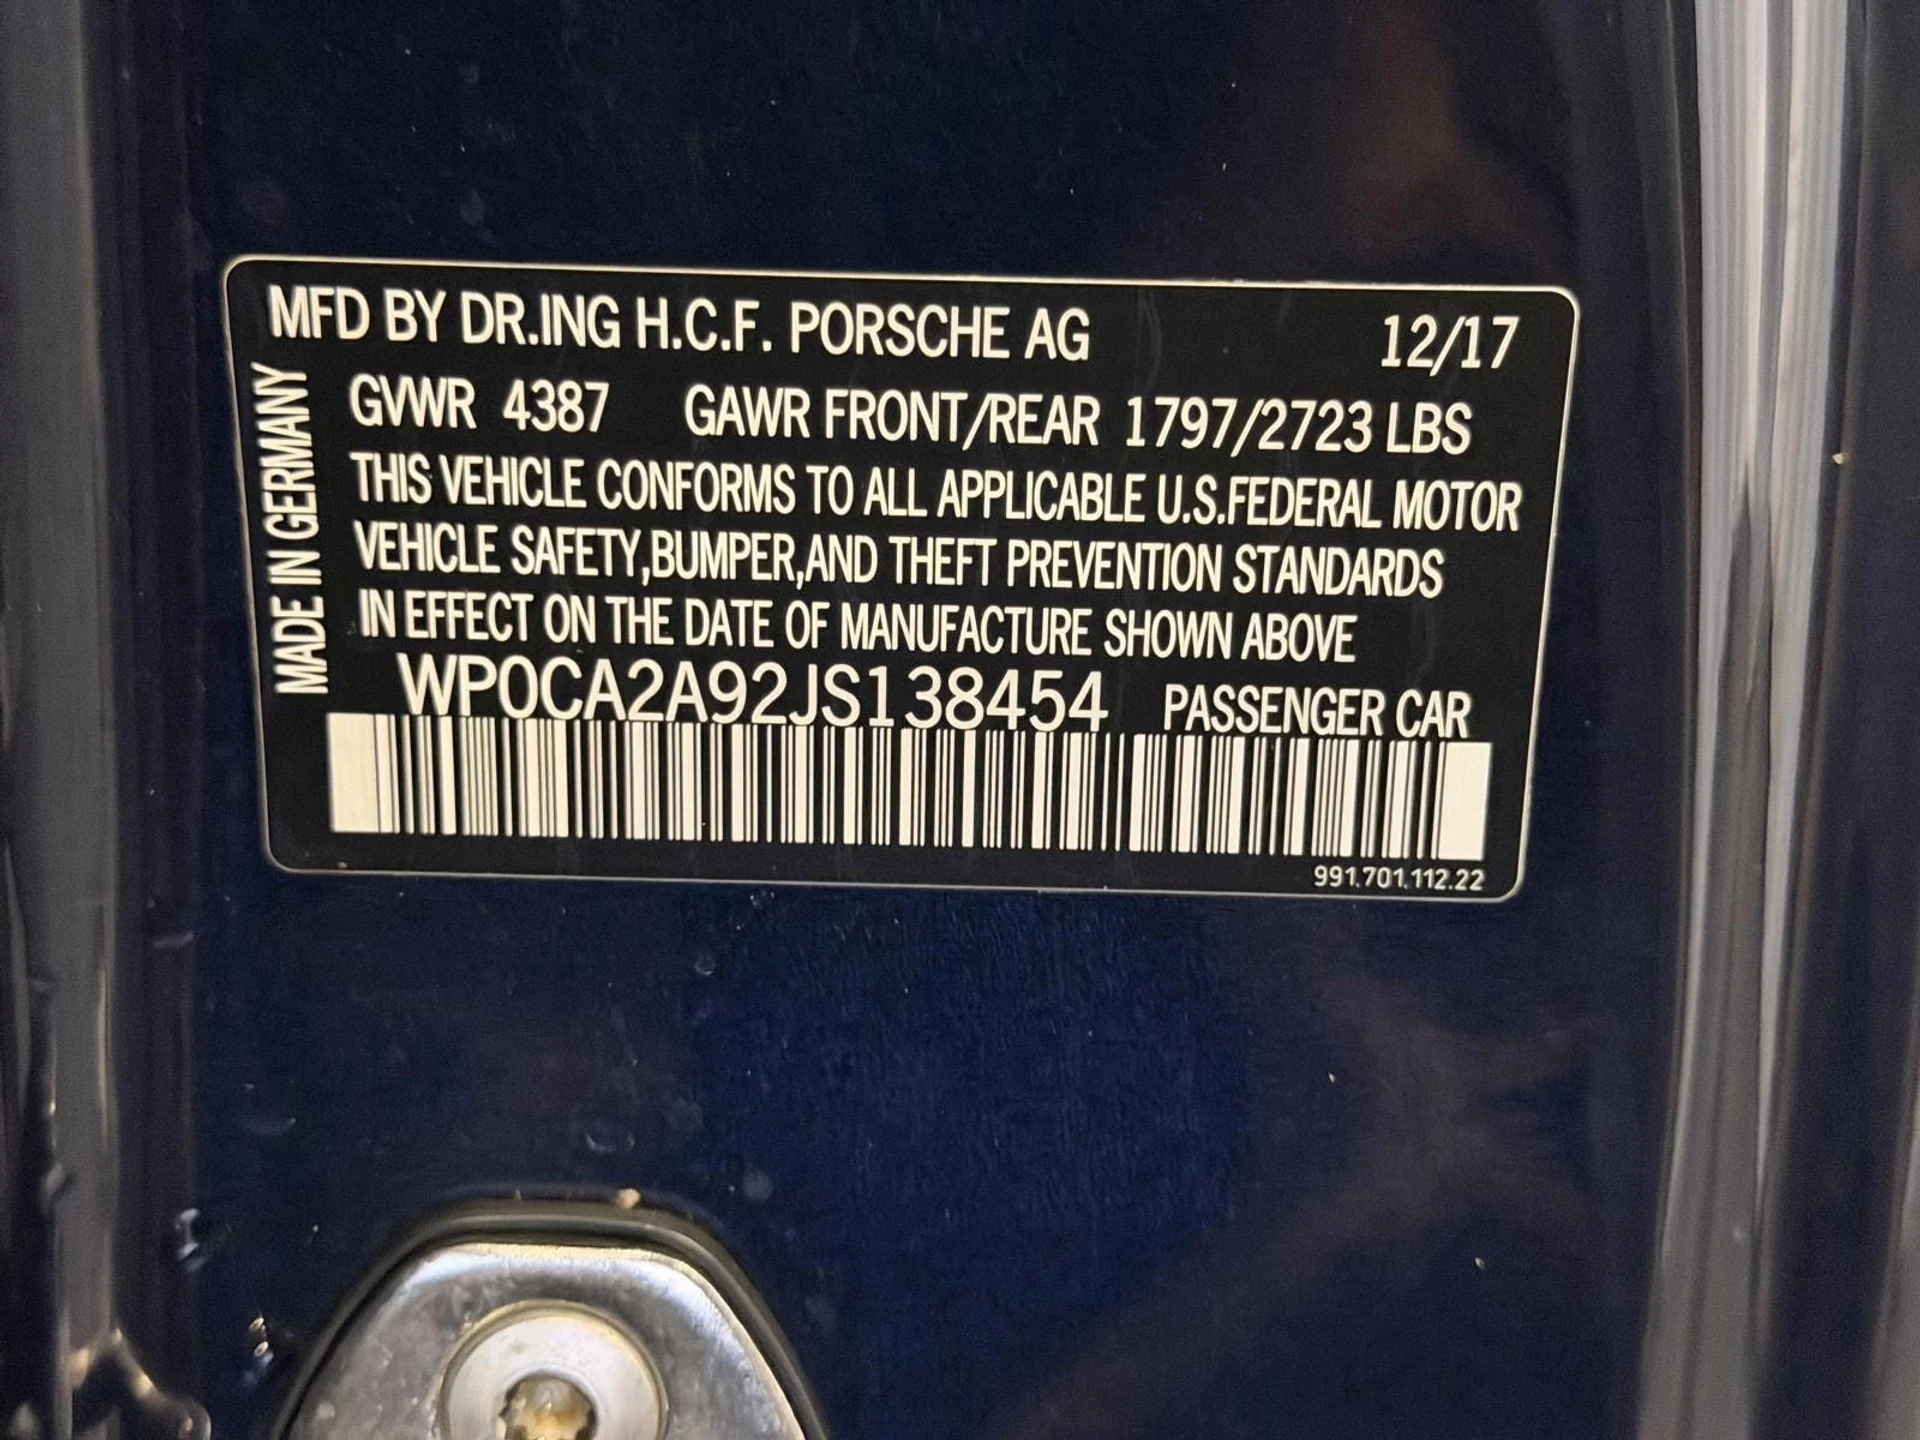 MFD BY DR.ING H.C.F. PORSCHE AG 12/17
GVWR 4387 GAWR FRONT/REAR 1797/2723 LBS
THIS VEHICLE CONFORMS TO ALL APPLICABLE U.S.FEDERAL MOTOR
VEHICLE SAFETY,BUMPER,AND THEFT PREVENTION STANDARDS
IN EFFECT ON THE DATE OF MANUFACTURE SHOWN ABOVE
WP0CA2A92JS138454 PASSENGER CAR
991.701.112.22
MADE IN GERMANY